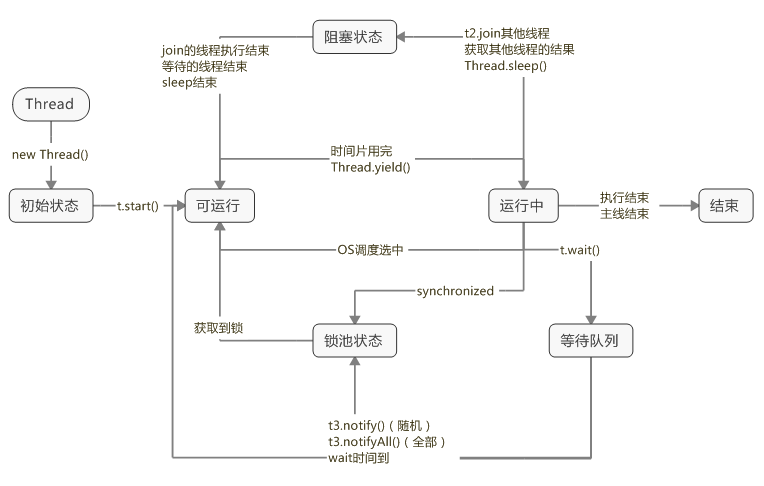 阻塞状态
t2.join其他线程
获取其他线程的结果
Thread.sleep()
join的线程执行结束
等待的线程结束
sleep结束
Thread
new Thread()
时间片用完
Thread.yield()
初始状态
t.start()
可运行
运行中
执行结束
主线结束
结束
OS调度选中
t.wait()
synchronized
获取到锁
锁池状态
等待队列
t3.notify()（随机）
t3.notifyAll()（全部）
wait时间到